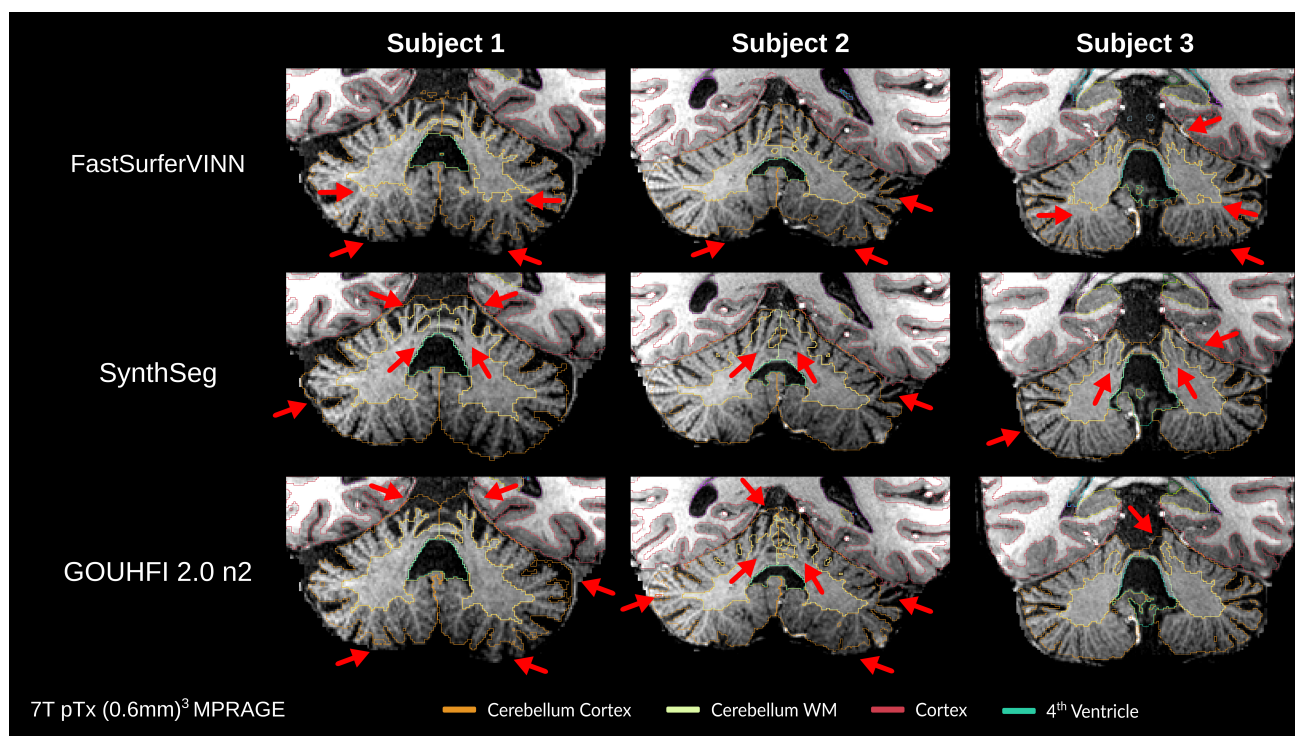 Subject 1 Subject 2 Subject 3
FastSurferVINN
SynthSeg
GOUHFI 2.0 n2
7T pTx (0.6mm)³ MPRAGE Cerebellum Cortex Cerebellum WM Cortex 4th Ventricle